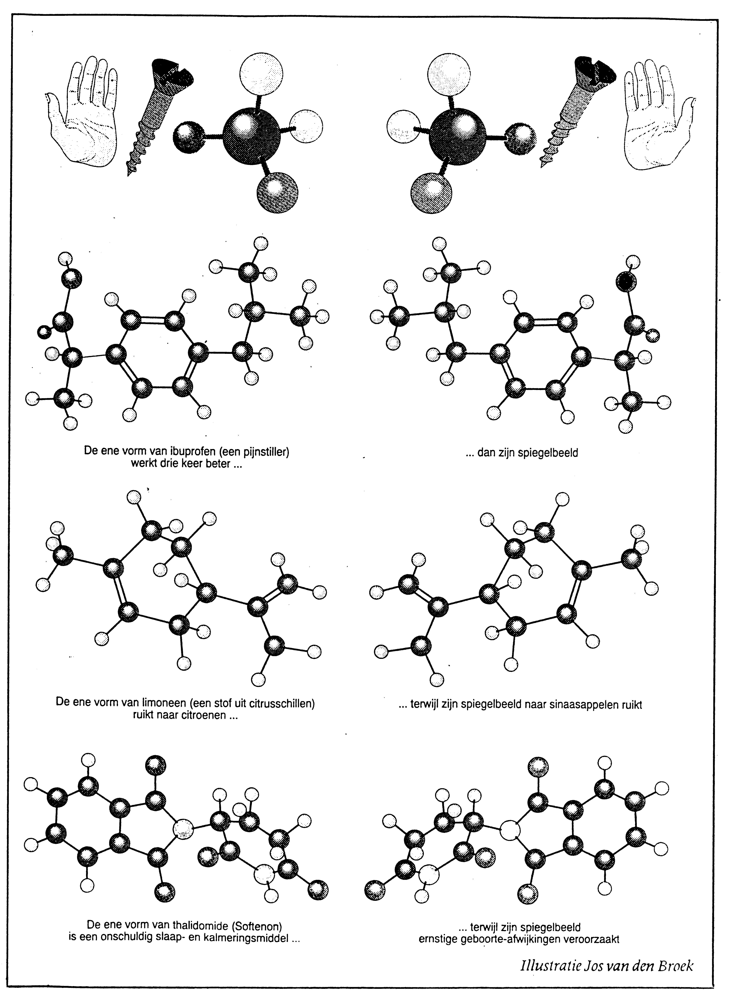 De ene vorm van ibuprofen (een pijnstiller)
werkt drie keer beter ...
... dan zijn spiegelbeeld
De ene vorm van limoneen (een stof uit citrusschillen)
ruikt naar citroenen ...
... terwijl zijn spiegelbeeld naar sinaasappelen ruikt
De ene vorm van thalidomide (Softenon)
is een onschuldig slaap- en kalmeringsmiddel ...
... terwijl zijn spiegelbeeld
ernstige geboorte-afwijkingen veroorzaakt
Illustratie Jos van den Broek